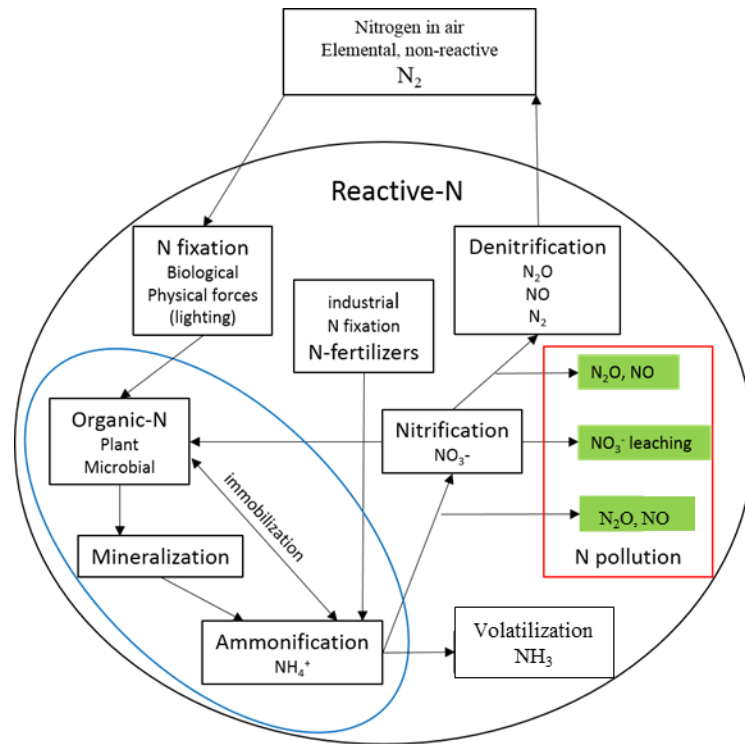 Nitrogen in air
Elemental, non-reactive
N₂
Reactive-N
N fixation
Biological
Physical forces
(lighting)
Denitrification
N₂O
NO
N₂
industrial
N fixation
N-fertilizers
N₂O, NO
Organic-N
Plant
Microbial
Nitrification
NO₃-
NO₃⁻ leaching
immobilization
N₂O, NO
N pollution
Mineralization
Ammonification
NH₄⁺
Volatilization
NH₃